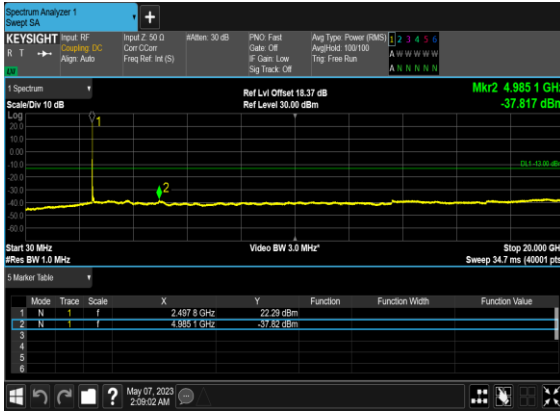 Spectrum Analyzer 1
Swept SA
+
KEYSIGHT
R T
Input: RF
Coupling: DC
Align: Auto
Input Z: 50 Ω
Corr CCorr
Freq Ref: Int (S)
#Atten: 30 dB
PNO: Fast
Gate: Off
IF Gain: Low
Sig Track: Off
Avg Type: Power (RMS)
Avg|Hold: 100/100
Trig: Free Run
1 2 3 4 5 6
A W W W W W
A N N N N N
1 Spectrum
Scale/Div 10 dB
Ref Lvl Offset 18.37 dB
Ref Level 30.00 dBm
Mkr2 4.985 1 GHz
-37.817 dBm
Log
20.0
10.0
0.00
-10.0
-20.0
-30.0
-40.0
-50.0
-60.0
1
2
DL1 -13.00 dBm
Start 30 MHz
#Res BW 1.0 MHz
Video BW 3.0 MHz*
Stop 20.000 GHz
Sweep 34.7 ms (40001 pts)
5 Marker Table
Mode Trace Scale X Y Function Function Width Function Value
1 N 1 f 2.497 8 GHz 22.29 dBm
2 N 1 f 4.985 1 GHz -37.82 dBm
3
4
5
6
?
May 07, 2023
2:09:02 AM